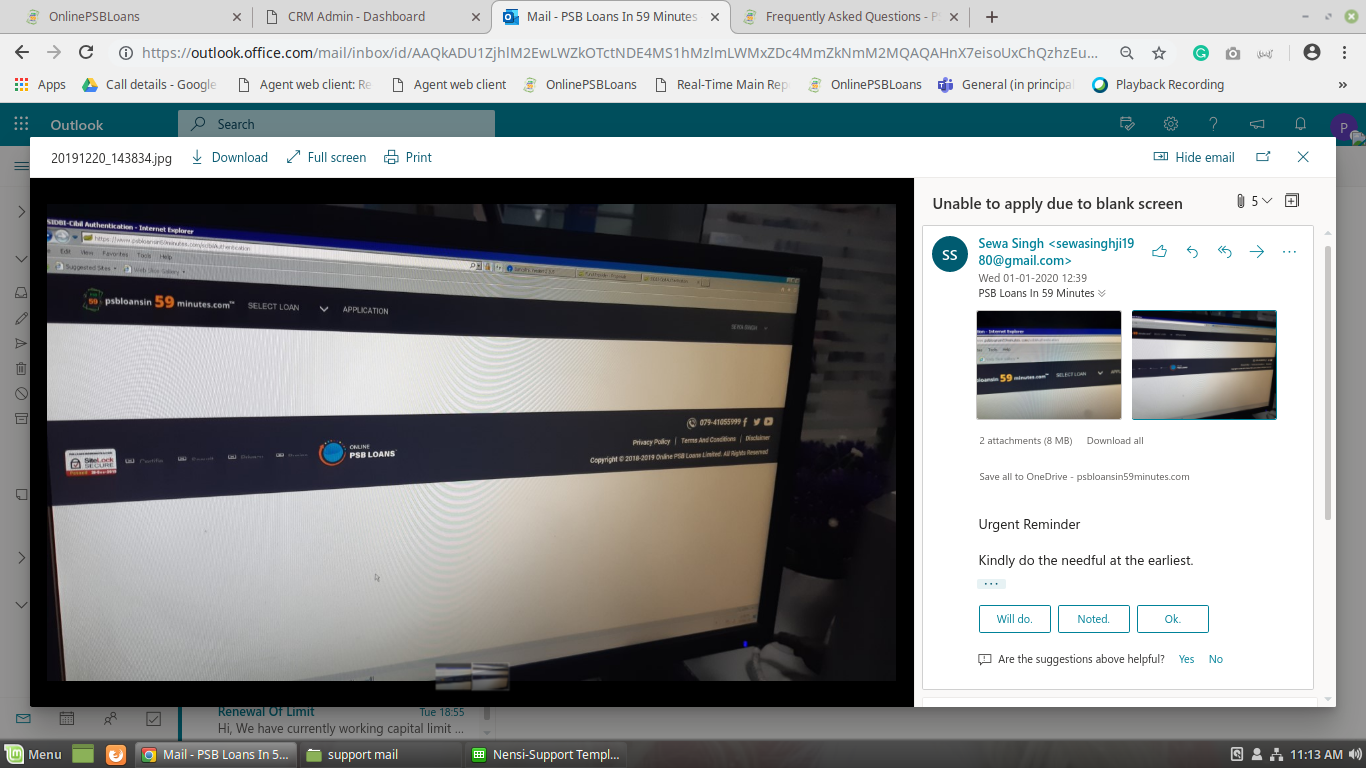 OnlinePSBLoans
CRM Admin - Dashboard
Mail - PSB Loans In 59 Minutes
Frequently Asked Questions - P
https://outlook.office.com/mail/inbox/id/AAQkADU1ZjhlM2EwLWZkOTctNDE4MS1hMzlmLWMxZDc4MmZkNmM2MQAQAHnX7eisoUxChQzhzEu...
Apps
Call details - Google
Agent web client: Re
Agent web client
OnlinePSBLoans
Real-Time Main Rep
OnlinePSBLoans
General (in principal
Playback Recording
»
Outlook
Search
P
20191220_143834.jpg
Download
Full screen
Print
Hide email
Unable to apply due to blank screen
5
SS
Sewa Singh <sewasinghji19
80@gmail.com>
Wed 01-01-2020 12:39
PSB Loans In 59 Minutes
2 attachments (8 MB)
Download all
Save all to OneDrive - psbloansin59minutes.com
Urgent Reminder
Kindly do the needful at the earliest.
...
Will do.
Noted.
Ok.
Are the suggestions above helpful?
Yes
No
-Cibil Authentication - Internet Explorer
Edit View Favorites Tools Help
Suggested Sites
Web Slice Gallery
psbloansin 59 minutes.com™
SELECT LOAN
APPLICATION
SEWA SINGH
079-41055999
Privacy Policy | Terms And Conditions | Disclaimer
Copyright © 2018-2019 Online PSB Loans Limited. All Rights Reserved
SiteLock
SECURE
ONLINE
PSB LOANS
Renewal Of Limit
Tue 18:55
Hi, We have currently working capital limit ...
Menu
Mail - PSB Loans In 5...
support mail
Nensi-Support Templ...
11:13 AM